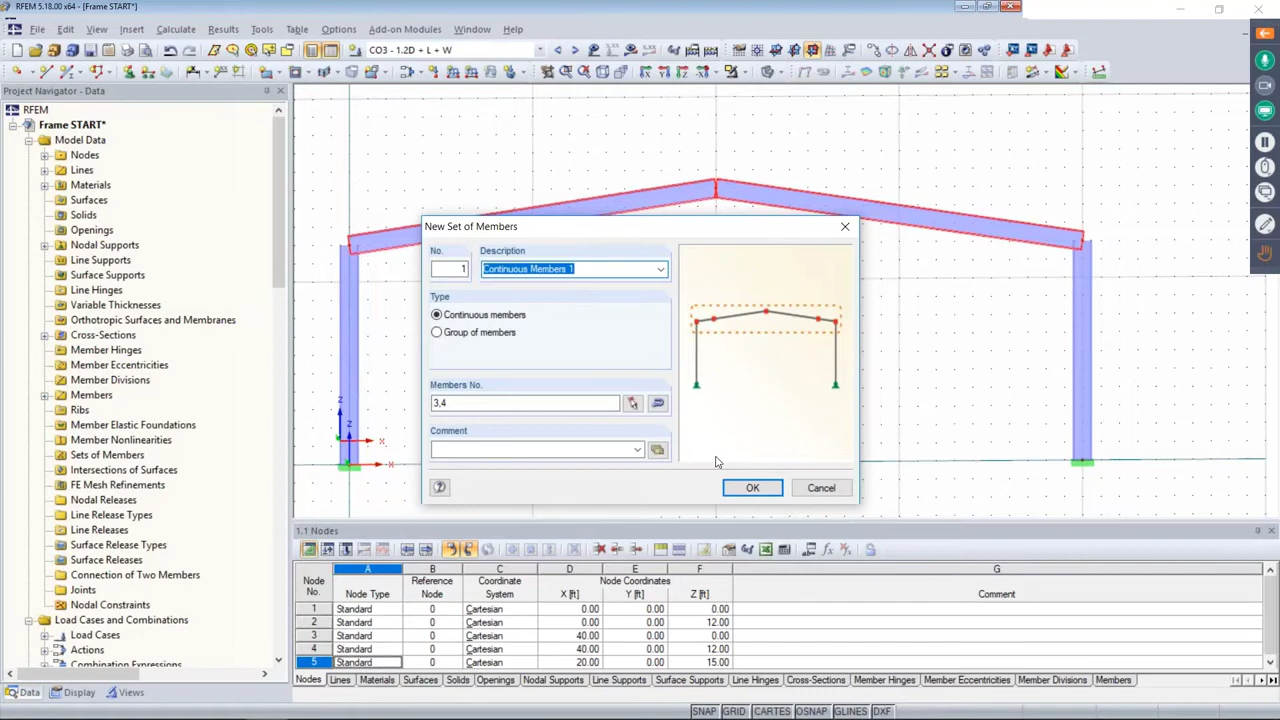 RFEM 5.18.00 x64 - [Frame START*]
File Edit View Insert Calculate Results Tools Table Options Add-on Modules Window Help
CO3 - 1.2D + L + W
Project Navigator - Data
RFEM
Frame START*
Model Data
Nodes
Lines
Materials
Surfaces
Solids
Openings
Nodal Supports
Line Supports
Surface Supports
Line Hinges
Variable Thicknesses
Orthotropic Surfaces and Membranes
Cross-Sections
Member Hinges
Member Eccentricities
Member Divisions
Members
Ribs
Member Elastic Foundations
Member Nonlinearities
Sets of Members
Intersections of Surfaces
FE Mesh Refinements
Nodal Releases
Line Release Types
Line Releases
Surface Release Types
Surface Releases
Connection of Two Members
Joints
Nodal Constraints
Load Cases and Combinations
Load Cases
Actions
Combination Expressions
Data Display Views
Z
Z
X
X
New Set of Members
No. Description
1 Continuous Members 1
Type
Continuous members
Group of members
Members No.
3,4
Comment
OK Cancel
1.1 Nodes
A B C D E F G
Node Reference Coordinate Node Coordinates
No. Node Type Node System X [ft] Y [ft] Z [ft] Comment
1 Standard 0 Cartesian 0.00 0.00 0.00
2 Standard 0 Cartesian 0.00 0.00 12.00
3 Standard 0 Cartesian 40.00 0.00 0.00
4 Standard 0 Cartesian 40.00 0.00 12.00
5 Standard 0 Cartesian 20.00 0.00 15.00
Nodes Lines Materials Surfaces Solids Openings Nodal Supports Line Supports Surface Supports Line Hinges Cross-Sections Member Hinges Member Eccentricities Member Divisions Members
SNAP GRID CARTES OSNAP GLINES DXF